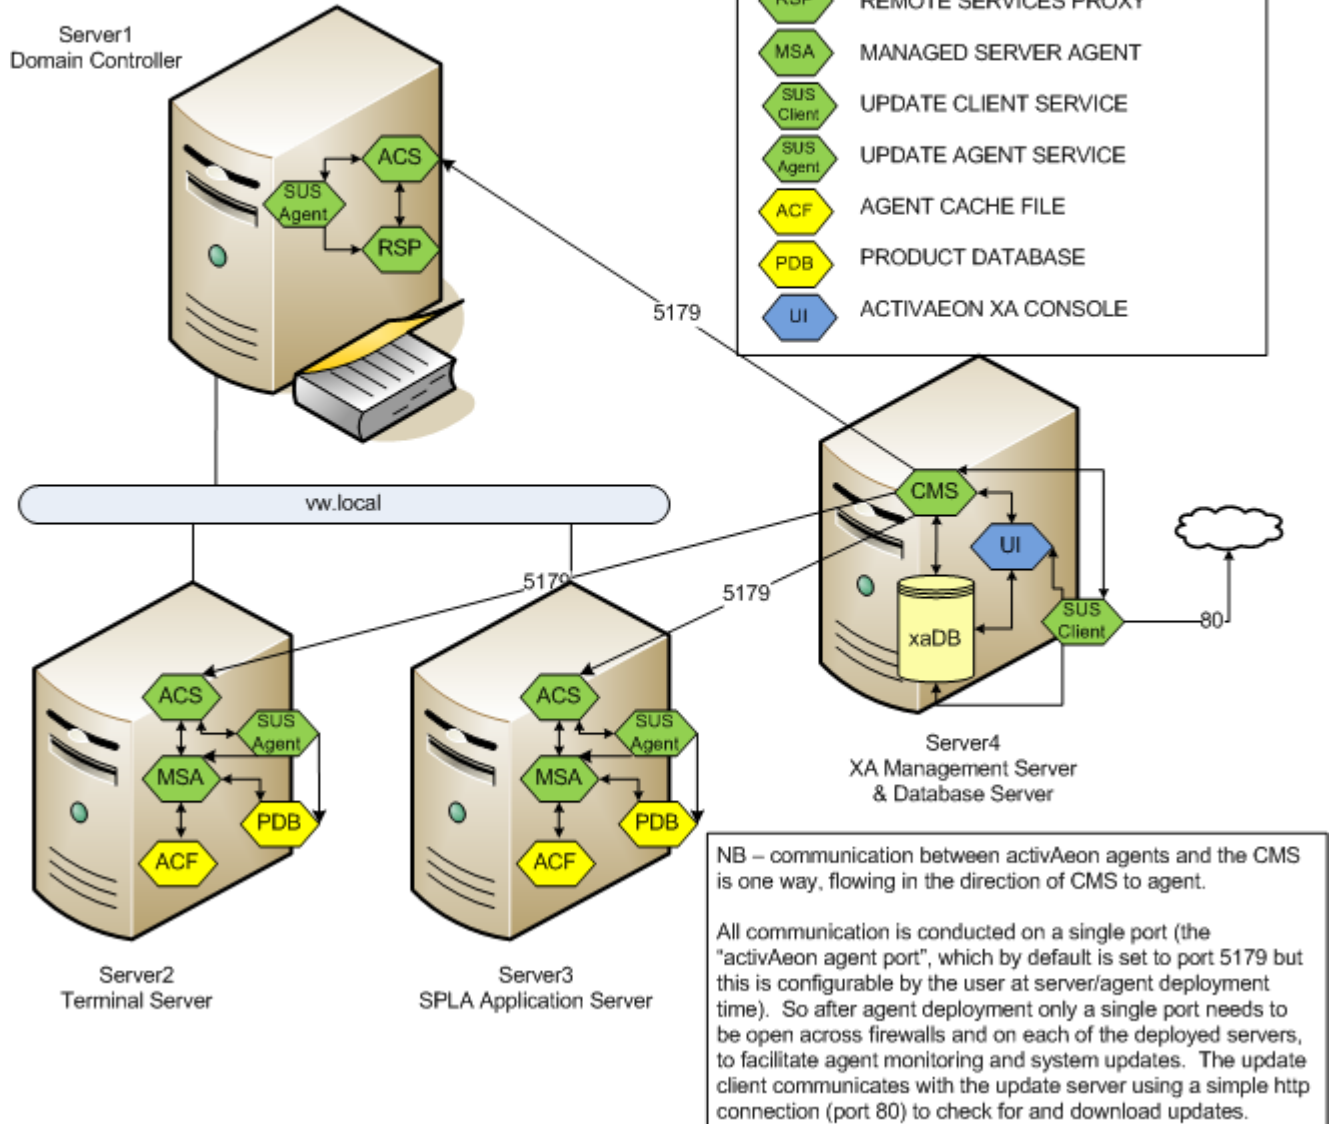 Server1
Domain Controller
RSP
REMOTE SERVICES PROXY
MSA
MANAGED SERVER AGENT
SUS
Client
UPDATE CLIENT SERVICE
SUS
Agent
UPDATE AGENT SERVICE
ACF
AGENT CACHE FILE
PDB
PRODUCT DATABASE
UI
ACTIVAEON XA CONSOLE
ACS
SUS
Agent
RSP
5179
vw.local
CMS
UI
xaDB
SUS
Client
80
5179
5179
ACS
SUS
Agent
MSA
PDB
ACF
ACS
SUS
Agent
MSA
PDB
ACF
Server4
XA Management Server
& Database Server
Server2
Terminal Server
Server3
SPLA Application Server
NB – communication between activAeon agents and the CMS
is one way, flowing in the direction of CMS to agent.
All communication is conducted on a single port (the
“activAeon agent port”, which by default is set to port 5179 but
this is configurable by the user at server/agent deployment
time).  So after agent deployment only a single port needs to
be open across firewalls and on each of the deployed servers,
to facilitate agent monitoring and system updates.  The update
client communicates with the update server using a simple http
connection (port 80) to check for and download updates.